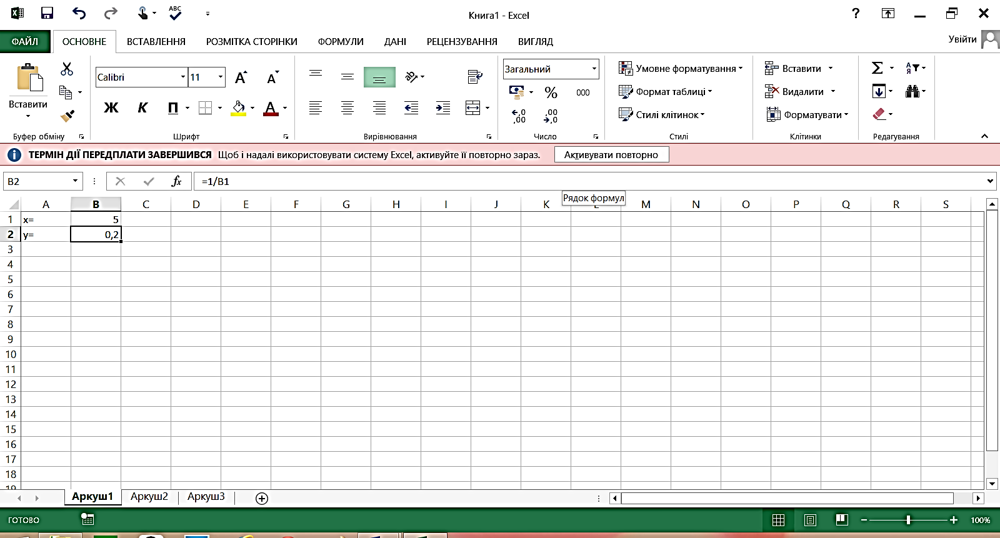 ABC
Книга1 - Excel
?
ФАЙЛ ОСНОВНЕ ВСТАВЛЕННЯ РОЗМІТКА СТОРІНКИ ФОРМУЛИ ДАНІ РЕЦЕНЗУВАННЯ ВИГЛЯД Увійти
Вставити
Calibri 11
Ж К П
Загальний
% 000
Умовне форматування
Формат таблиці
Стилі клітинок
Вставити
Видалити
Форматувати
Буфер обміну Шрифт Вирівнювання Число Стилі Клітинки Редагування
ТЕРМІН ДІЇ ПЕРЕДПЛАТИ ЗАВЕРШИВСЯ Щоб і надалі використовувати систему Excel, активуйте її повторно зараз. Активувати повторно
B2 fx =1/B1
Рядок формул
A B C D E F G H I J K L M N O P Q R S
1 x= 5
2 y= 0,2
3
4
5
6
7
8
9
10
11
12
13
14
15
16
17
18
19
Аркуш1 Аркуш2 Аркуш3
ГОТОВО 100%